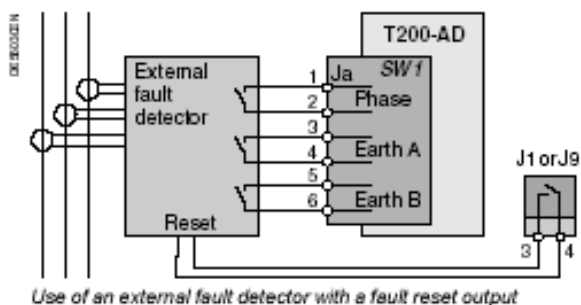 T200-AD
External fault detector
1 Ja SW1
2 Phase
3
4 Earth A
5
6 Earth B
Reset
J1 or J9
3 4
Use of an external fault detector with a fault reset output